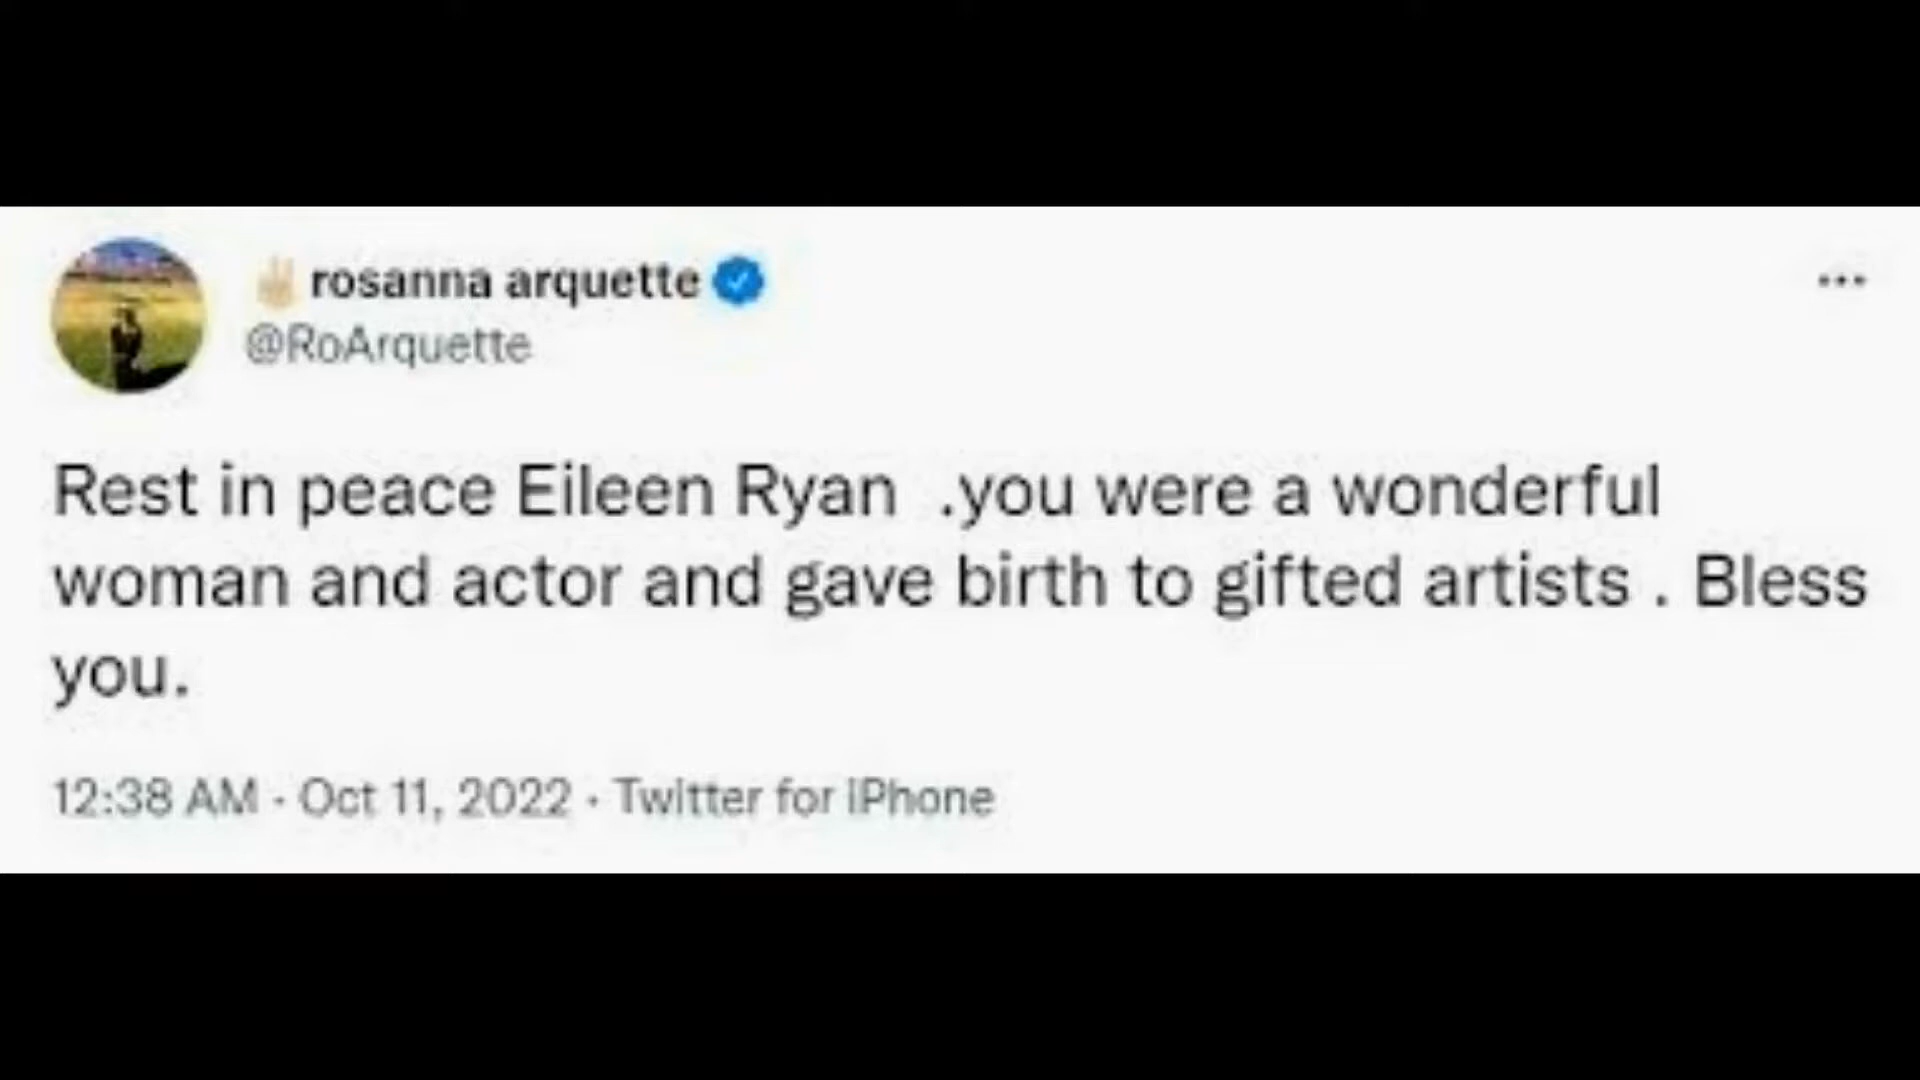 ✌🏼rosanna arquette
@RoArquette
Rest in peace Eileen Ryan  .you were a wonderful
woman and actor and gave birth to gifted artists . Bless
you.
12:38 AM · Oct 11, 2022 · Twitter for iPhone